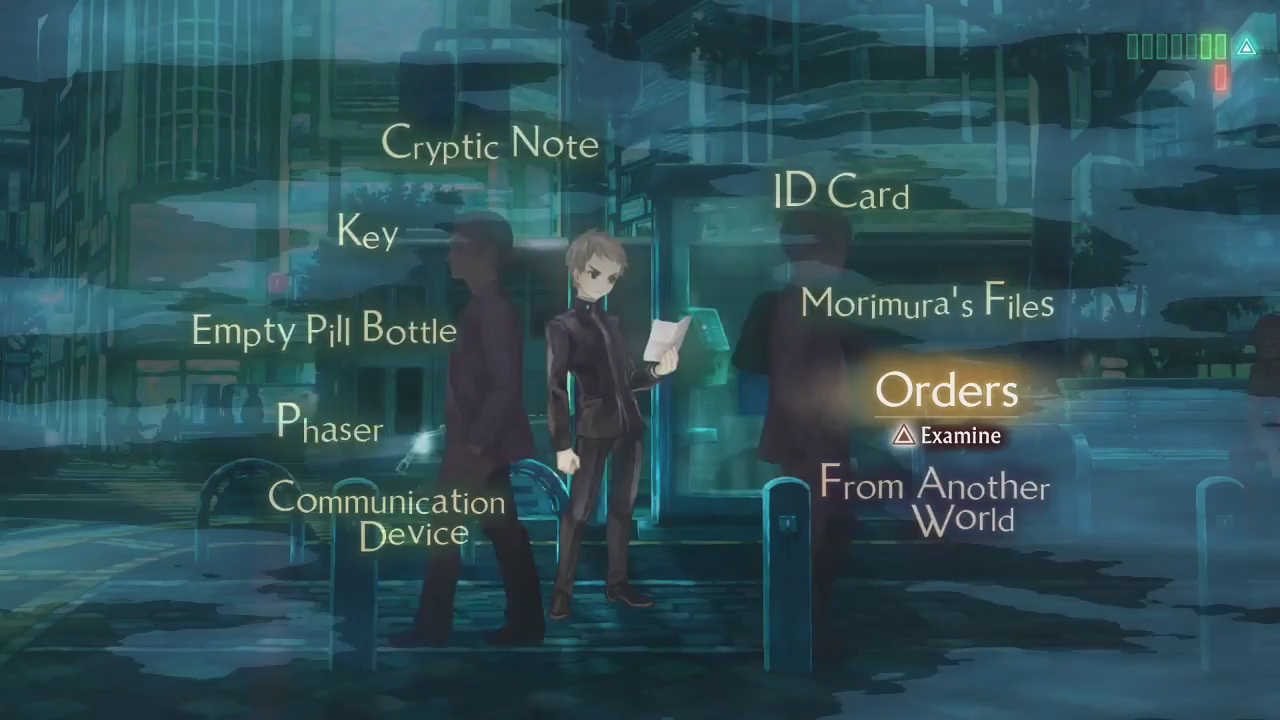 Cryptic Note
ID Card
Key
Morimura's Files
Empty Pill Bottle
Orders
Examine
Phaser
From Another
World
Communication
Device